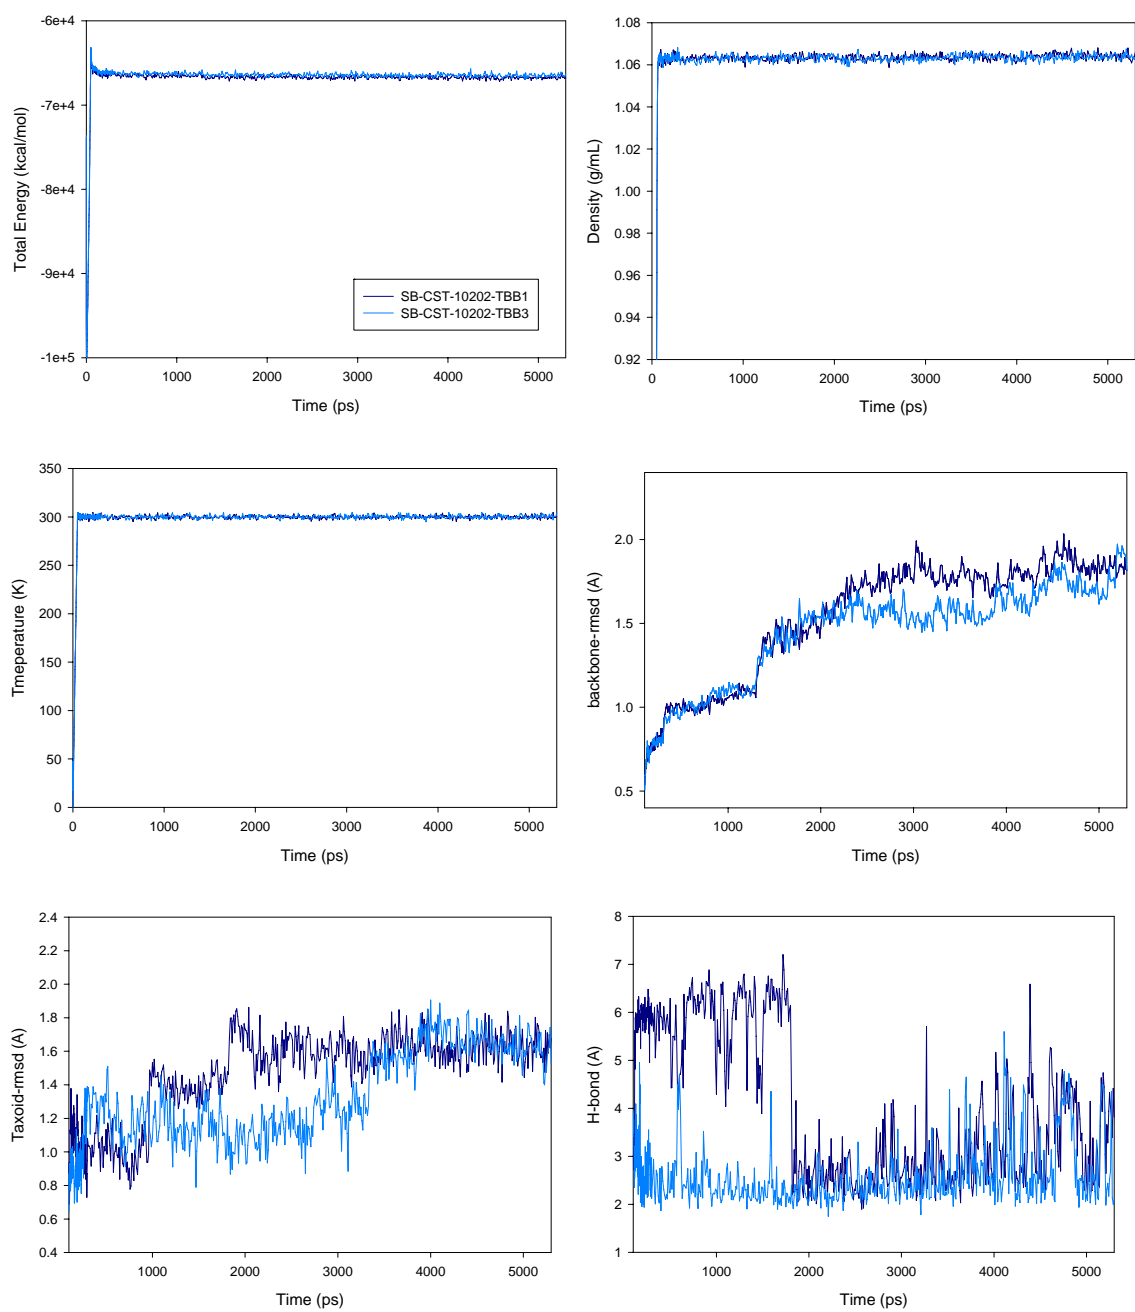 -6e+4
-7e+4
-8e+4
-9e+4
-1e+5
Total Energy (kcal/mol)
SB-CST-10202-TBB1
SB-CST-10202-TBB3
0 1000 2000 3000 4000 5000
Time (ps)
1.08
1.06
1.04
1.02
1.00
0.98
0.96
0.94
0.92
Density (g/mL)
0 1000 2000 3000 4000 5000
Time (ps)
350
300
250
200
150
100
50
0
Tmeperature (K)
0 1000 2000 3000 4000 5000
Time (ps)
2.0
1.5
1.0
0.5
backbone-rmsd (A)
1000 2000 3000 4000 5000
Time (ps)
2.4
2.2
2.0
1.8
1.6
1.4
1.2
1.0
0.8
0.6
0.4
Taxoid-rmsd (A)
1000 2000 3000 4000 5000
Time (ps)
8
7
6
5
4
3
2
1
H-bond (A)
1000 2000 3000 4000 5000
Time (ps)